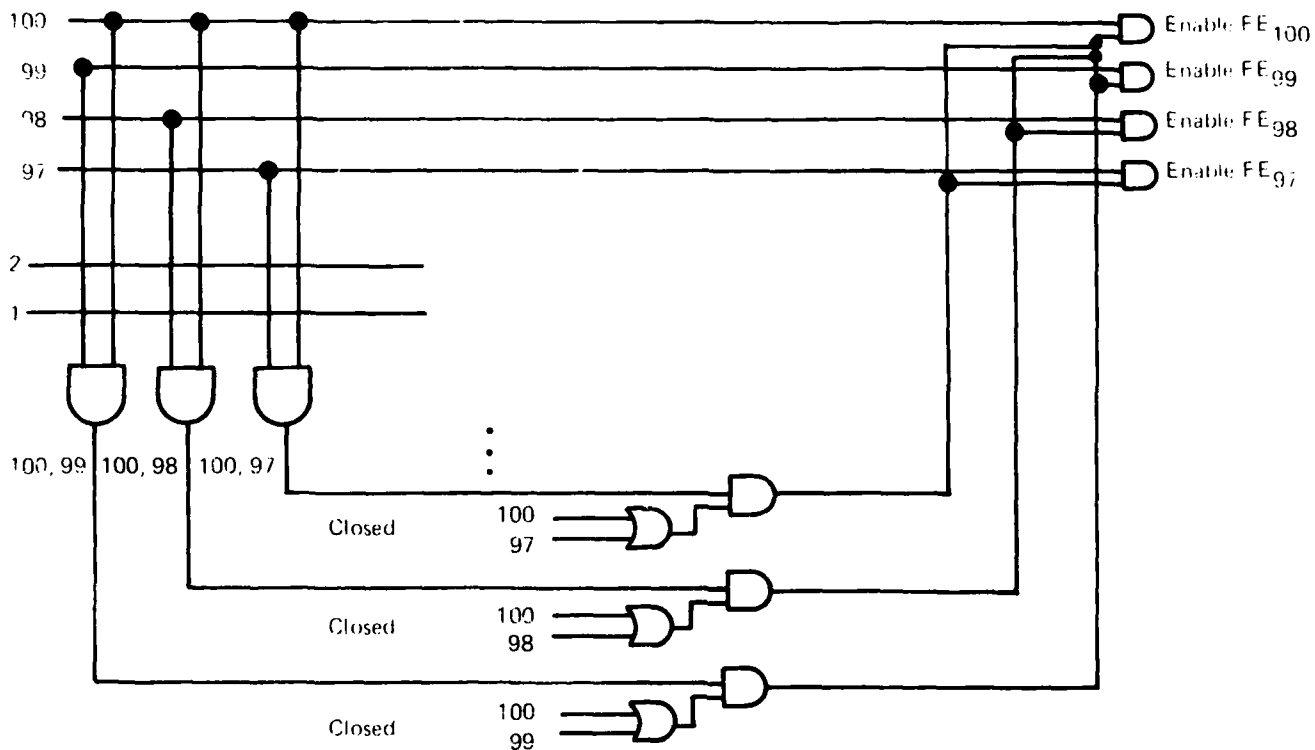 100
Enable FE100
99
Enable FE99
98
Enable FE98
97
Enable FE97
2
1
100, 99
100, 98
100, 97
Closed
100
97
Closed
100
98
Closed
100
99